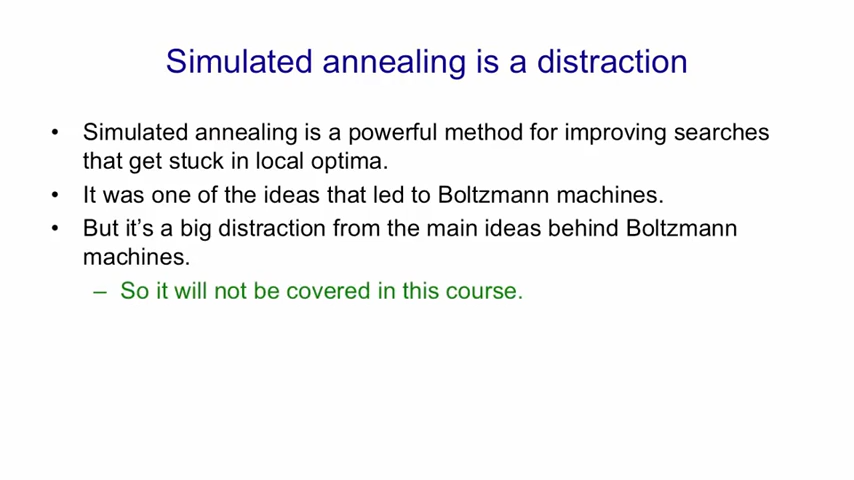 Simulated annealing is a distraction
• Simulated annealing is a powerful method for improving searches
that get stuck in local optima.
• It was one of the ideas that led to Boltzmann machines.
• But it’s a big distraction from the main ideas behind Boltzmann
machines.
– So it will not be covered in this course.